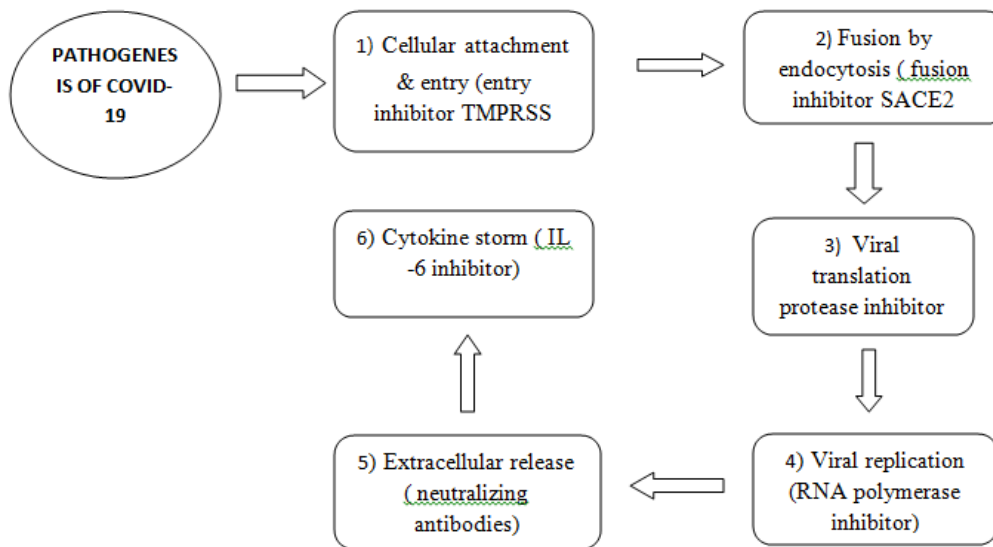 PATHOGENES
IS OF COVID-
19
1) Cellular attachment
& entry (entry
inhibitor TMPRSS
2) Fusion by
endocytosis ( fusion
inhibitor SACE2
3) Viral
translation
protease inhibitor
4) Viral replication
(RNA polymerase
inhibitor)
5) Extracellular release
( neutralizing
antibodies)
6) Cytokine storm ( IL
-6 inhibitor)